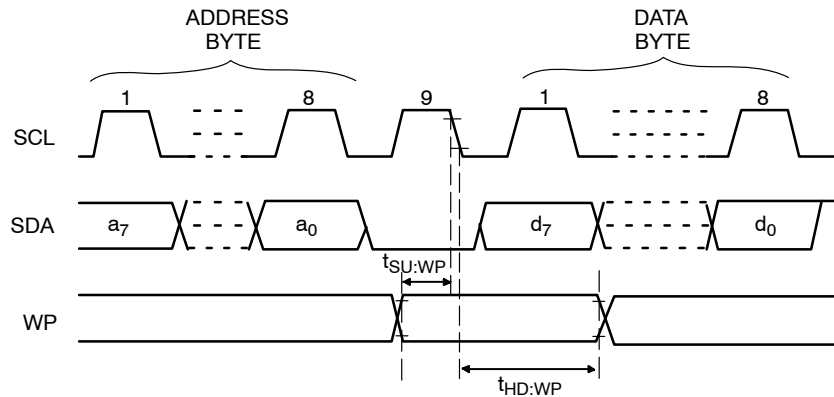 ADDRESS
BYTE
DATA
BYTE
1
8
9
1
8
SCL
SDA
a7
a0
d7
d0
tSU:WP
WP
tHD:WP